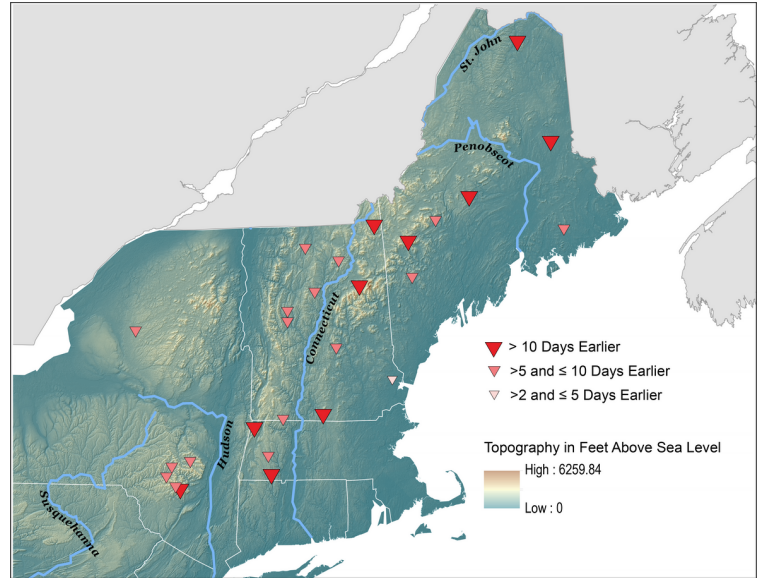 St. John
Penobscot
Connecticut
> 10 Days Earlier
>5 and ≤ 10 Days Earlier
>2 and ≤ 5 Days Earlier
Hudson
Topography in Feet Above Sea Level
High : 6259.84
Low : 0
Susquehanna